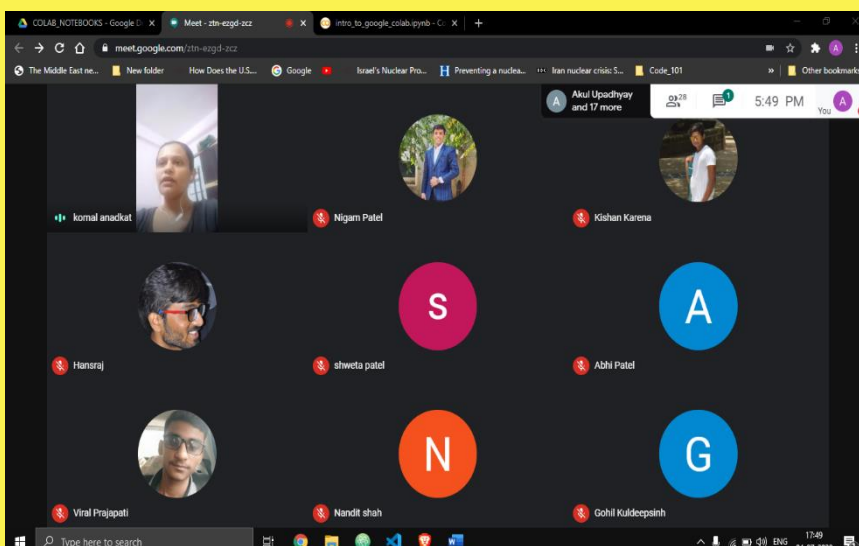 COLAB_NOTEBOOKS - Google D
Meet - ztn-ezgd-zcz
intro_to_google_colab.ipynb - Co
meet.google.com/ztn-ezgd-zcz
The Middle East ne...
New folder
How Does the U.S....
Google
Israel's Nuclear Pro...
Preventing a nuclea...
Iran nuclear crisis: S...
Code_101
»
Other bookmarks
A
Akul Upadhyay
and 17 more
28
1
5:49 PM
You
A
komal anadkat
Nigam Patel
Kishan Karena
Hansraj
S
shweta patel
A
Abhi Patel
Viral Prajapati
N
Nandit shah
G
Gohil Kuldeepsinh
Type here to search
ENG
17:49